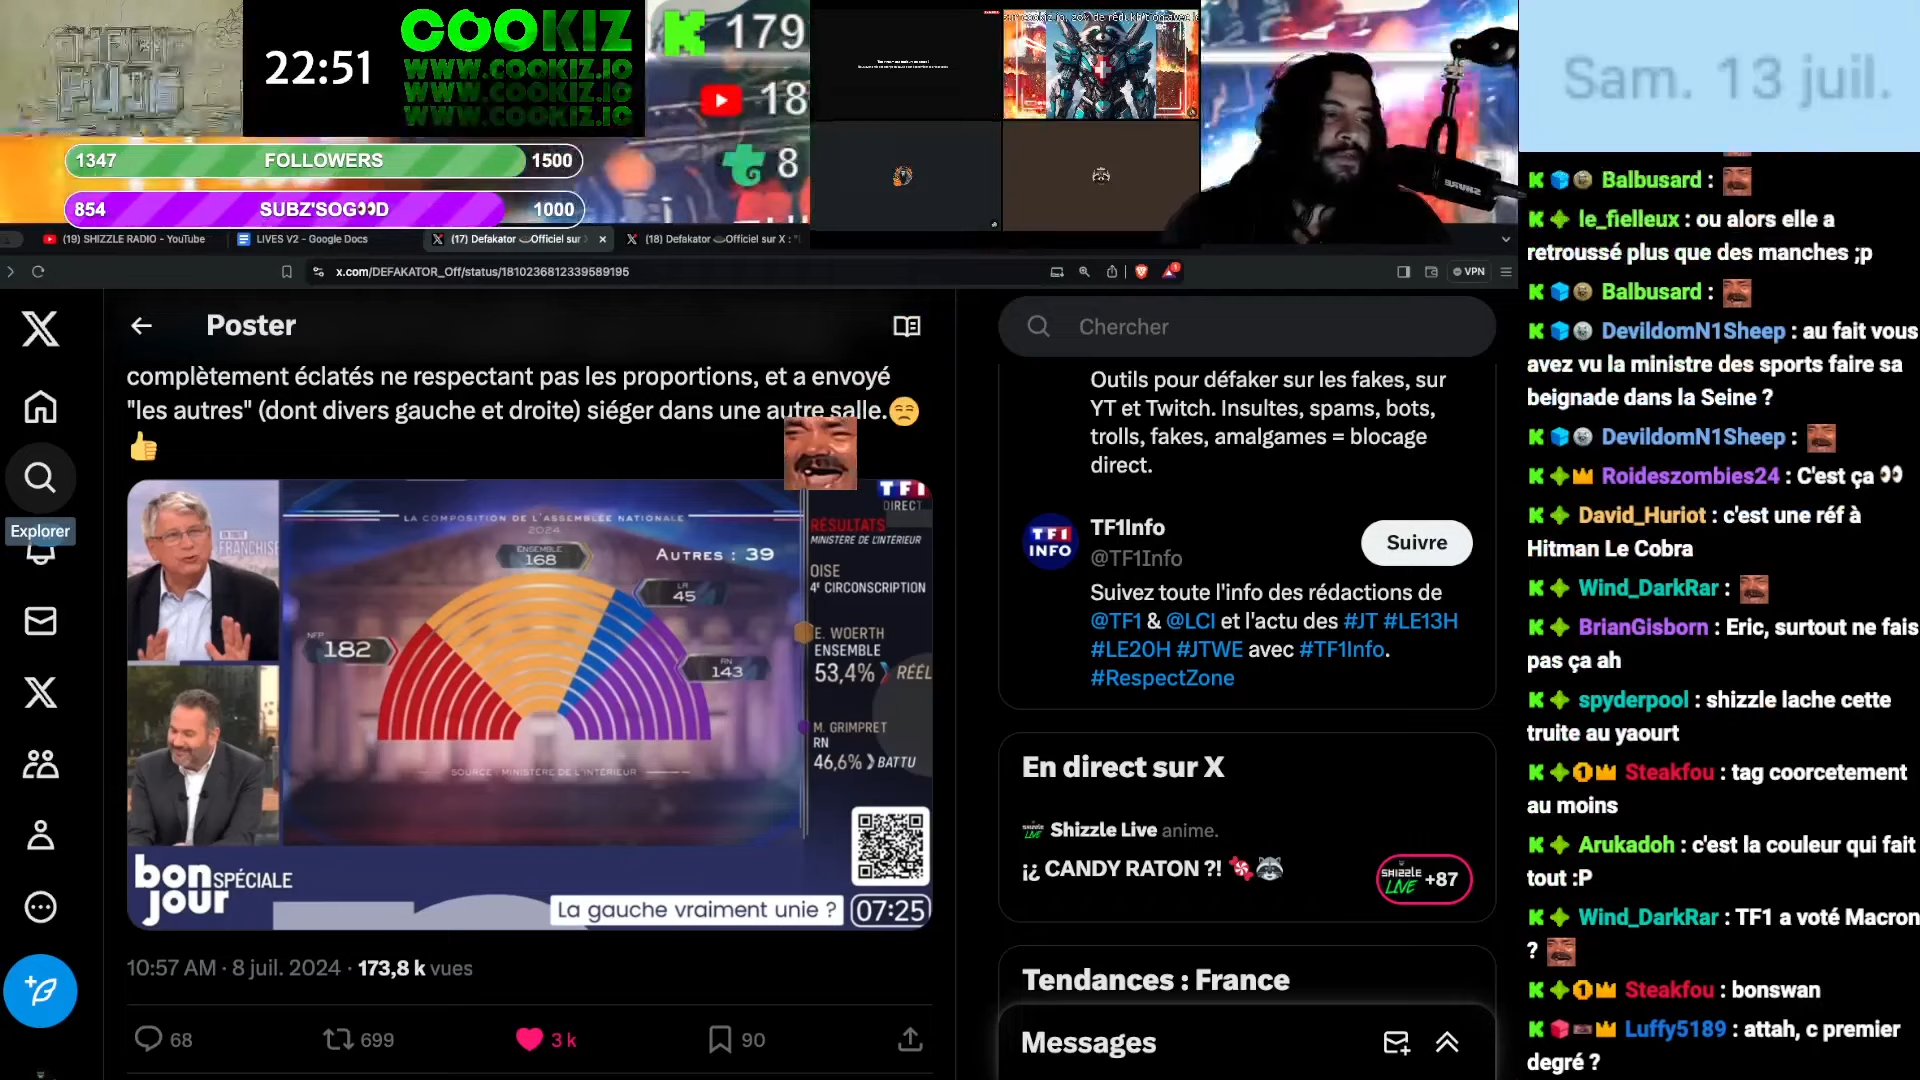 22:51
COOKIZ
WWW.COOKIZ.IO
WWW.COOKIZ.IO
WWW.COOKIZ.IO
179
18
8
1347 FOLLOWERS 1500
854 SUBZ'SOG👀D 1000
Sam. 13 juil.
(19) SHIZZLE RADIO - YouTube
LIVES V2 - Google Docs
(17) Defakator Officiel sur
(18) Defakator Officiel sur X : "L
x.com/DEFAKATOR_Off/status/1810236812339589195
VPN
Poster
complètement éclatés ne respectant pas les proportions, et a envoyé
"les autres" (dont divers gauche et droite) siéger dans une autre salle.😒
👍
Explorer
LA COMPOSITION DE L'ASSEMBLÉE NATIONALE
2024
ENSEMBLE
168
AUTRES : 39
LR
45
NFP
182
RN
143
SOURCE : MINISTÈRE DE L'INTÉRIEUR
EN TOUTE
FRANCHISE
TF1
DIRECT
RÉSULTATS
MINISTÈRE DE L'INTÉRIEUR
OISE
4e CIRCONSCRIPTION
E. WOERTH
ENSEMBLE
53,4% RÉÉL
M. GRIMPRET
RN
46,6% BATTU
bonjour SPÉCIALE
La gauche vraiment unie ? 07:25
10:57 AM · 8 juil. 2024 · 173,8 k vues
68
699
3 k
90
Chercher
Outils pour défaker sur les fakes, sur
YT et Twitch. Insultes, spams, bots,
trolls, fakes, amalgames = blocage
direct.
TF1 INFO
TF1Info
@TF1Info
Suivre
Suivez toute l'info des rédactions de
@TF1 & @LCI et l'actu des #JT #LE13H
#LE20H #JTWE avec #TF1Info.
#RespectZone
En direct sur X
Shizzle Live anime.
¡¿ CANDY RATON ?! 🍬🦝
SHIZZLE LIVE +87
Tendances : France
Messages
Balbusard :
le_fielleux : ou alors elle a
retroussé plus que des manches ;p
Balbusard :
DevildomN1Sheep : au fait vous
avez vu la ministre des sports faire sa
beignade dans la Seine ?
DevildomN1Sheep :
Roideszombies24 : C'est ça 👀
David_Huriot : c'est une réf à
Hitman Le Cobra
Wind_DarkRar :
BrianGisborn : Eric, surtout ne fais
pas ça ah
spyderpool : shizzle lache cette
truite au yaourt
Steakfou : tag coorcetement
au moins
Arukadoh : c'est la couleur qui fait
tout :P
Wind_DarkRar : TF1 a voté Macron
?
Steakfou : bonswan
Luffy5189 : attah, c premier
degré ?